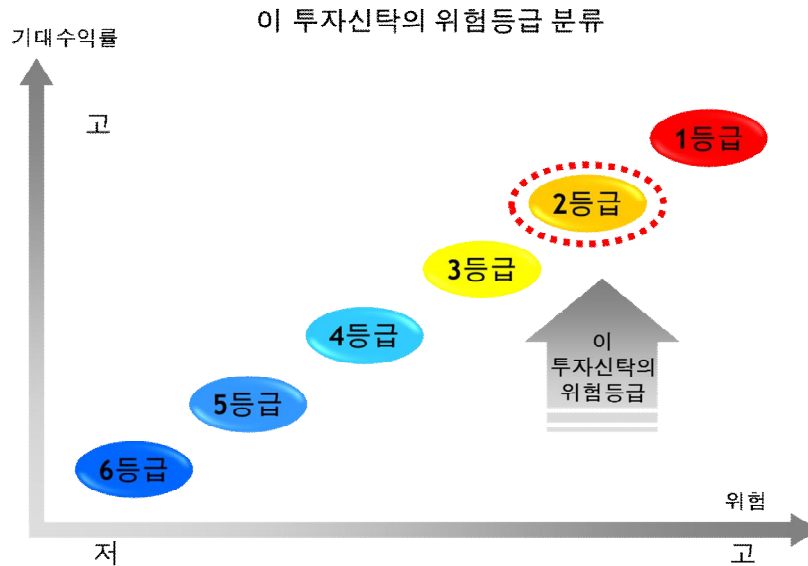 이 투자신탁의 위험등급 분류
기대수익률
고
1등급
2등급
3등급
4등급
5등급
6등급
이
투자신탁의
위험등급
위험
저
고